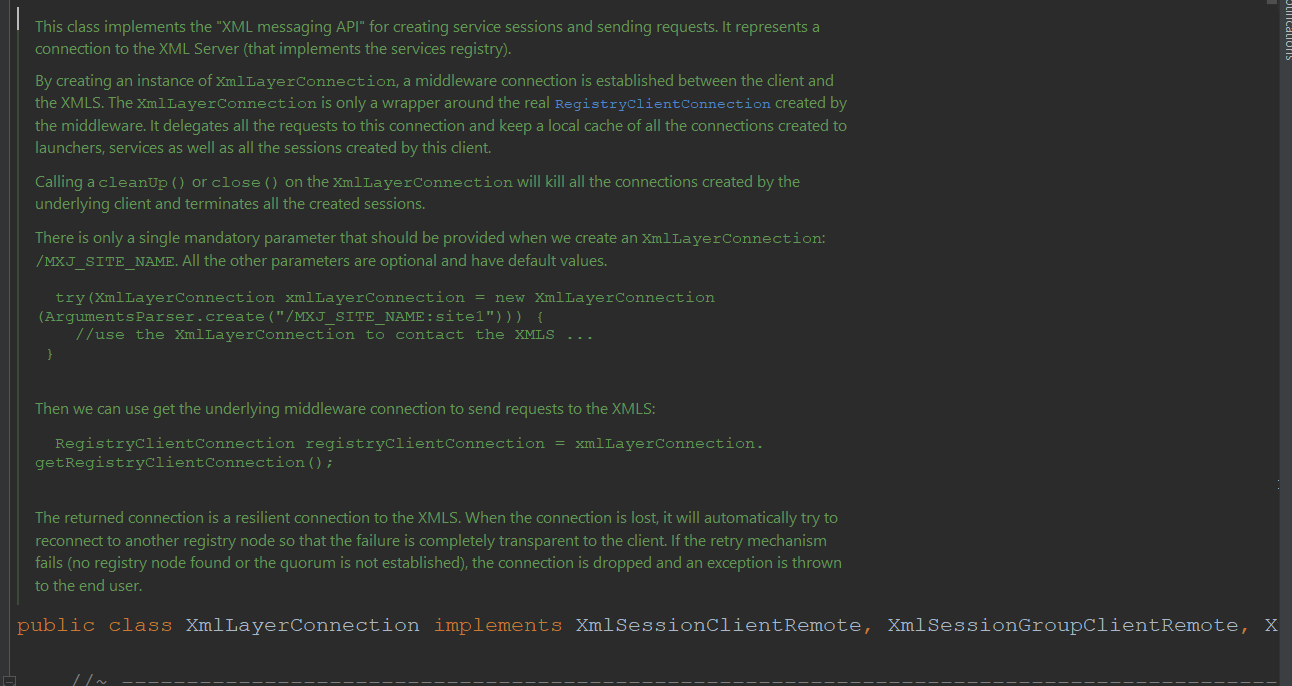 This class implements the "XML messaging API" for creating service sessions and sending requests. It represents a
connection to the XML Server (that implements the services registry).
By creating an instance of XmlLayerConnection, a middleware connection is established between the client and
the XMLS. The XmlLayerConnection is only a wrapper around the real RegistryClientConnection created by
the middleware. It delegates all the requests to this connection and keep a local cache of all the connections created to
launchers, services as well as all the sessions created by this client.
Calling a cleanUp() or close() on the XmlLayerConnection will kill all the connections created by the
underlying client and terminates all the created sessions.
There is only a single mandatory parameter that should be provided when we create an XmlLayerConnection:
/MXJ_SITE_NAME. All the other parameters are optional and have default values.
try(XmlLayerConnection xmlLayerConnection = new XmlLayerConnection
(ArgumentsParser.create("/MXJ_SITE_NAME:site1"))) {
//use the XmlLayerConnection to contact the XMLS ...
}
Then we can use get the underlying middleware connection to send requests to the XMLS:
RegistryClientConnection registryClientConnection = xmlLayerConnection.
getRegistryClientConnection();
The returned connection is a resilient connection to the XMLS. When the connection is lost, it will automatically try to
reconnect to another registry node so that the failure is completely transparent to the client. If the retry mechanism
fails (no registry node found or the quorum is not established), the connection is dropped and an exception is thrown
to the end user.
public class XmlLayerConnection implements XmlSessionClientRemote, XmlSessionGroupClientRemote, X
//~ ----------------------------------------------------------------------------------------